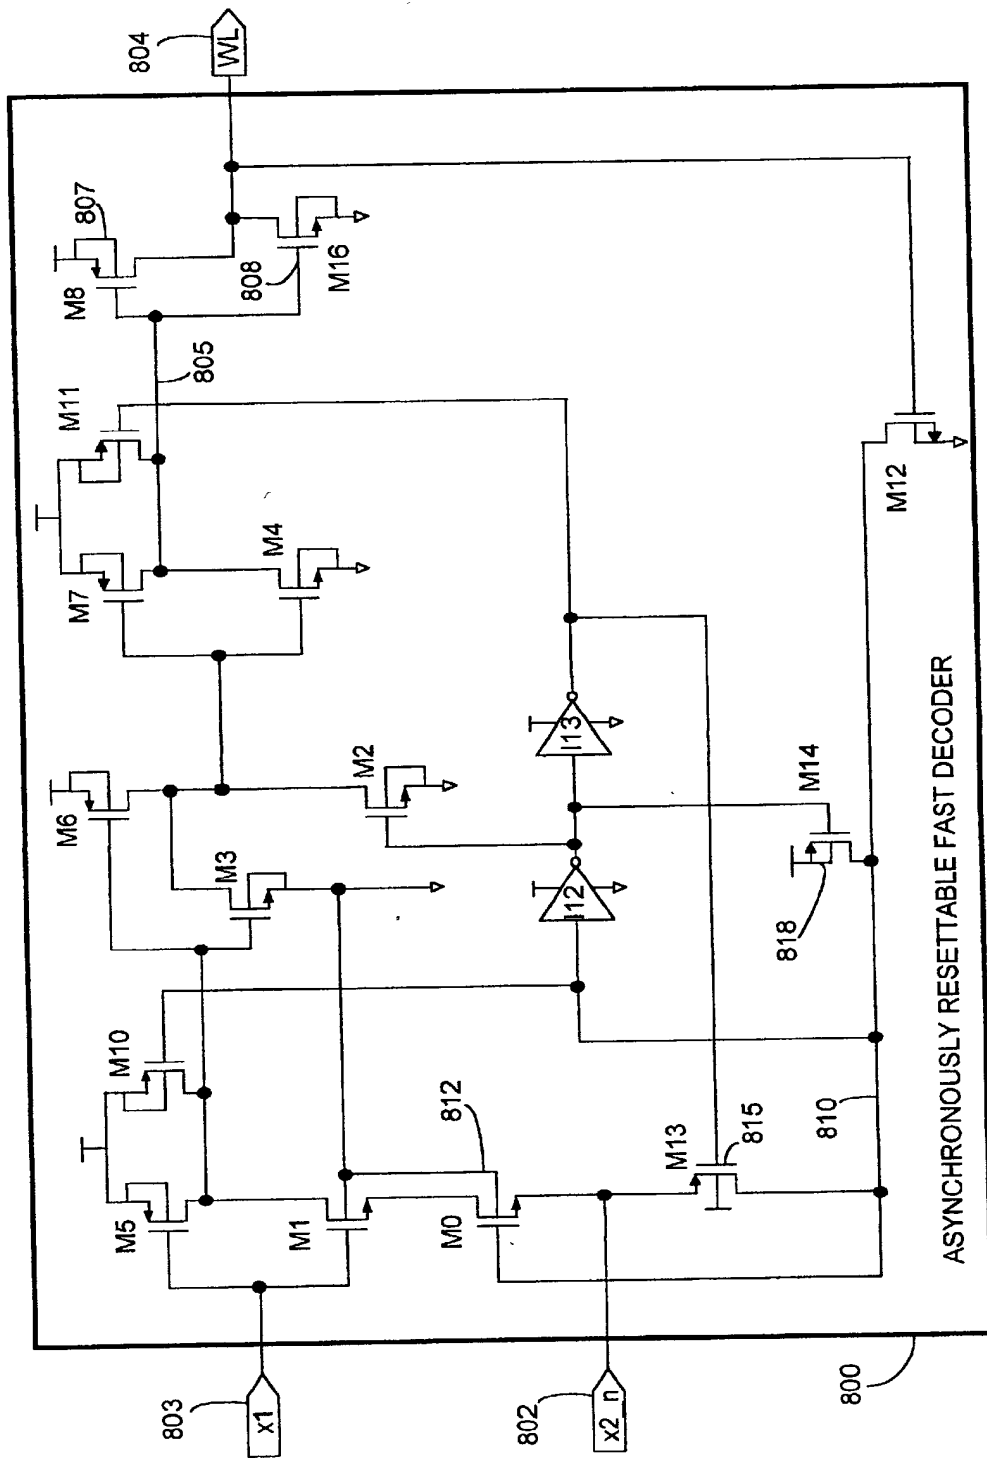 804
WL
807
M8
808
M16
805
M11
M7
M4
M6
M3
M2
M10
M5
M1
812
M0
803
x1
I13
I12
M14
818
M12
M13
815
810
802
x2_n
800
ASYNCHRONOUSLY RESETTABLE FAST DECODER